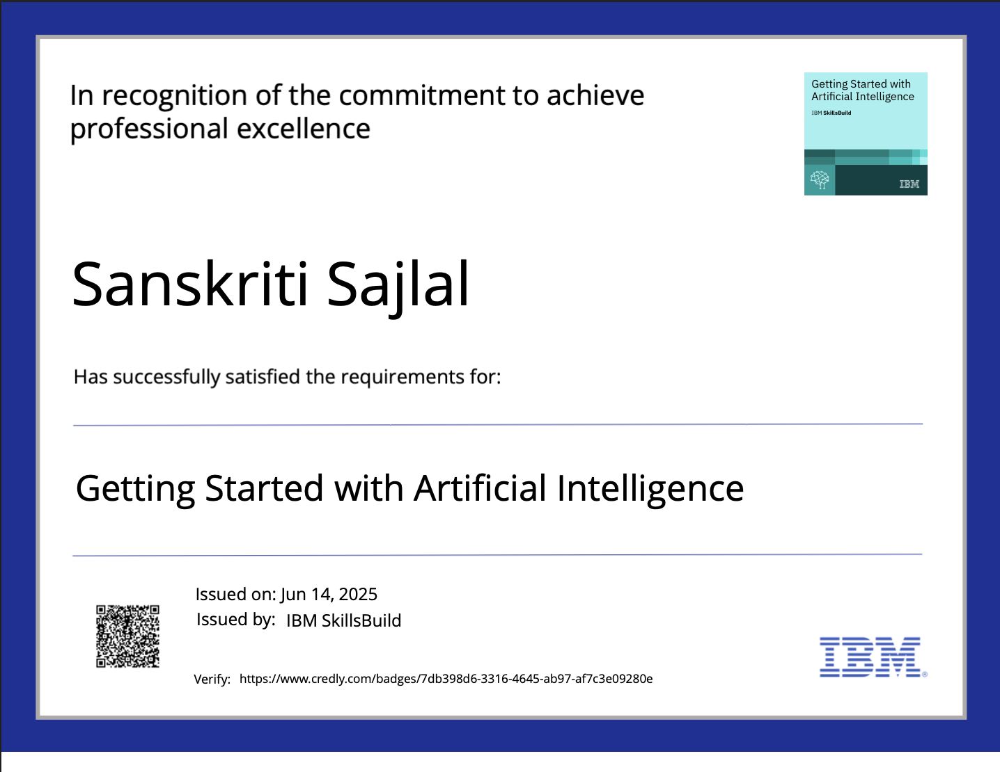 In recognition of the commitment to achieve
professional excellence
Getting Started with
Artificial Intelligence
IBM SkillsBuild
IBM
Sanskriti Sajlal
Has successfully satisfied the requirements for:
Getting Started with Artificial Intelligence
Issued on: Jun 14, 2025
Issued by: IBM SkillsBuild
IBM®
Verify: https://www.credly.com/badges/7db398d6-3316-4645-ab97-af7c3e09280e